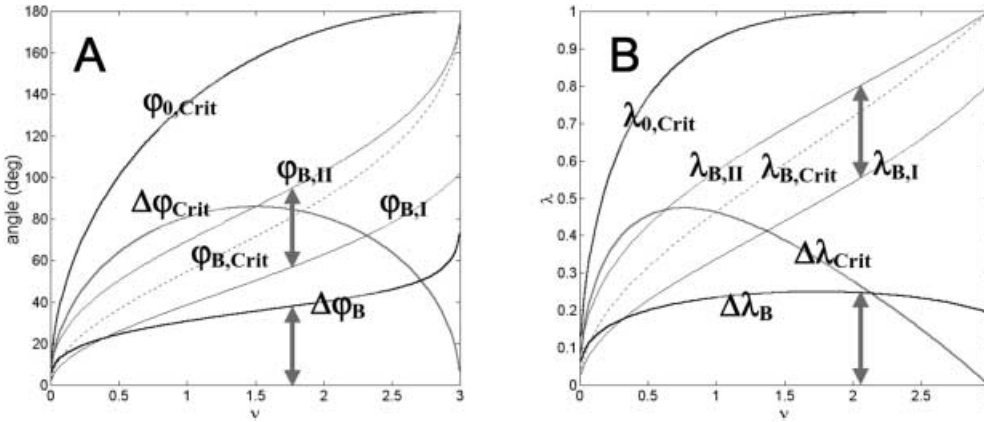 A
B
angle (deg)
180
160
140
120
100
80
60
40
20
0
0
0.5
1
1.5
2
2.5
3
ν
φ0,Crit
ΔφCrit
φB,II
φB,I
φB,Crit
ΔφB
λ
1
0.9
0.8
0.7
0.6
0.5
0.4
0.3
0.2
0.1
0
0
0.5
1
1.5
2
2.5
ν
λ0,Crit
λB,II
λB,Crit
λB,I
ΔλCrit
ΔλB